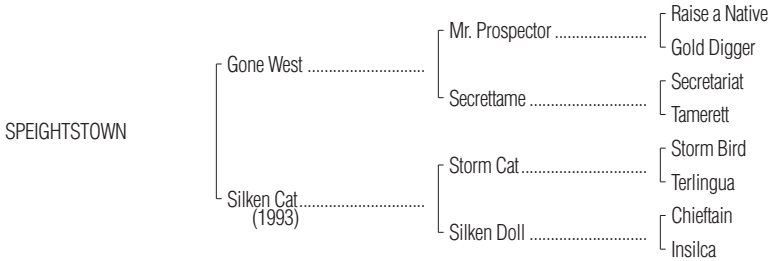 Raise a Native
Mr. Prospector ........................
Gold Digger
Gone West ..............................
Secretariat
Secrettame ..............................
Tamerett
SPEIGHTSTOWN
Storm Bird
Storm Cat................................
Terlingua
Silken Cat................................
(1993)
Chieftain
Silken Doll ..............................
Insilca